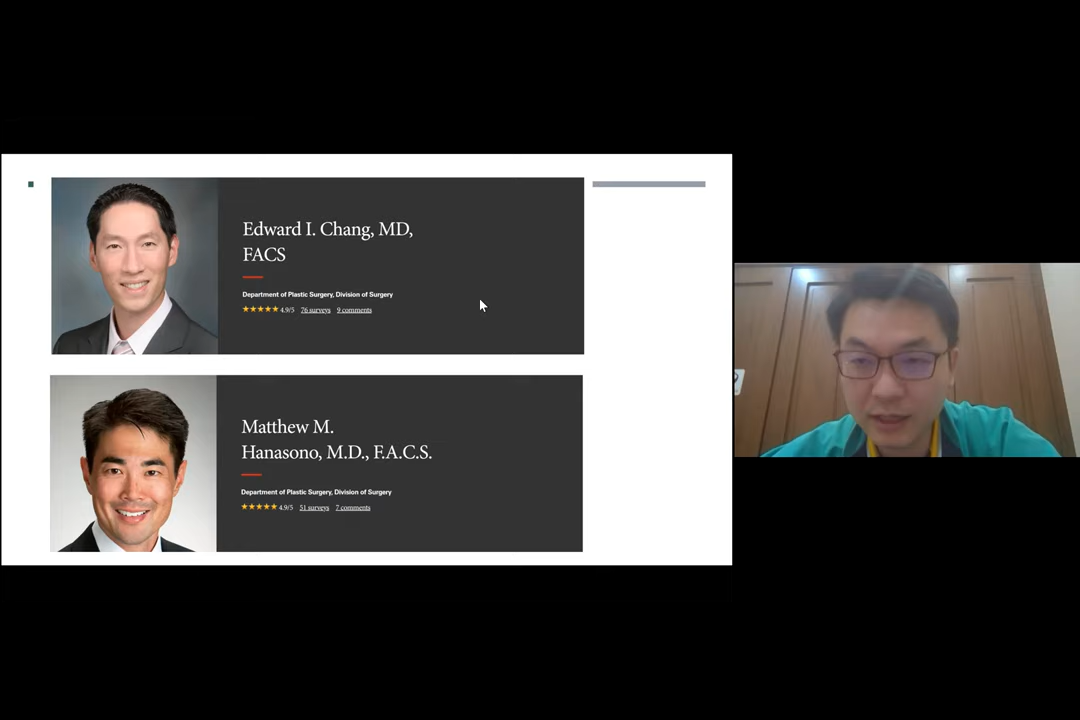 Edward I. Chang, MD,
FACS
Department of Plastic Surgery, Division of Surgery
★★★★★ 4.9/5 76 surveys 9 comments
Matthew M.
Hanasono, M.D., F.A.C.S.
Department of Plastic Surgery, Division of Surgery
★★★★★ 4.9/5 51 surveys 7 comments